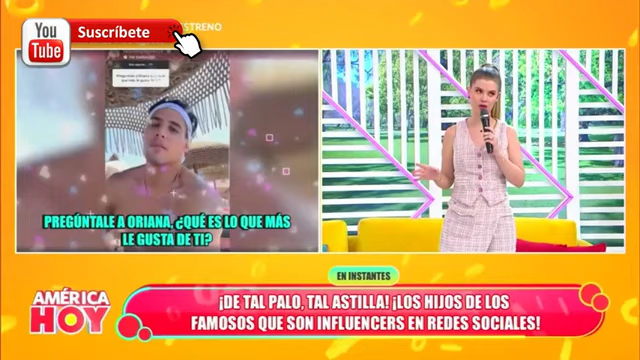 You
Tube
Suscríbete
ESTRENO
PREGÚNTALE A ORIANA, ¿QUÉ ES LO QUE MÁS
LE GUSTA DE TI?
EN INSTANTES
AMÉRICA
HOY
¡DE TAL PALO, TAL ASTILLA! ¡LOS HIJOS DE LOS
FAMOSOS QUE SON INFLUENCERS EN REDES SOCIALES!